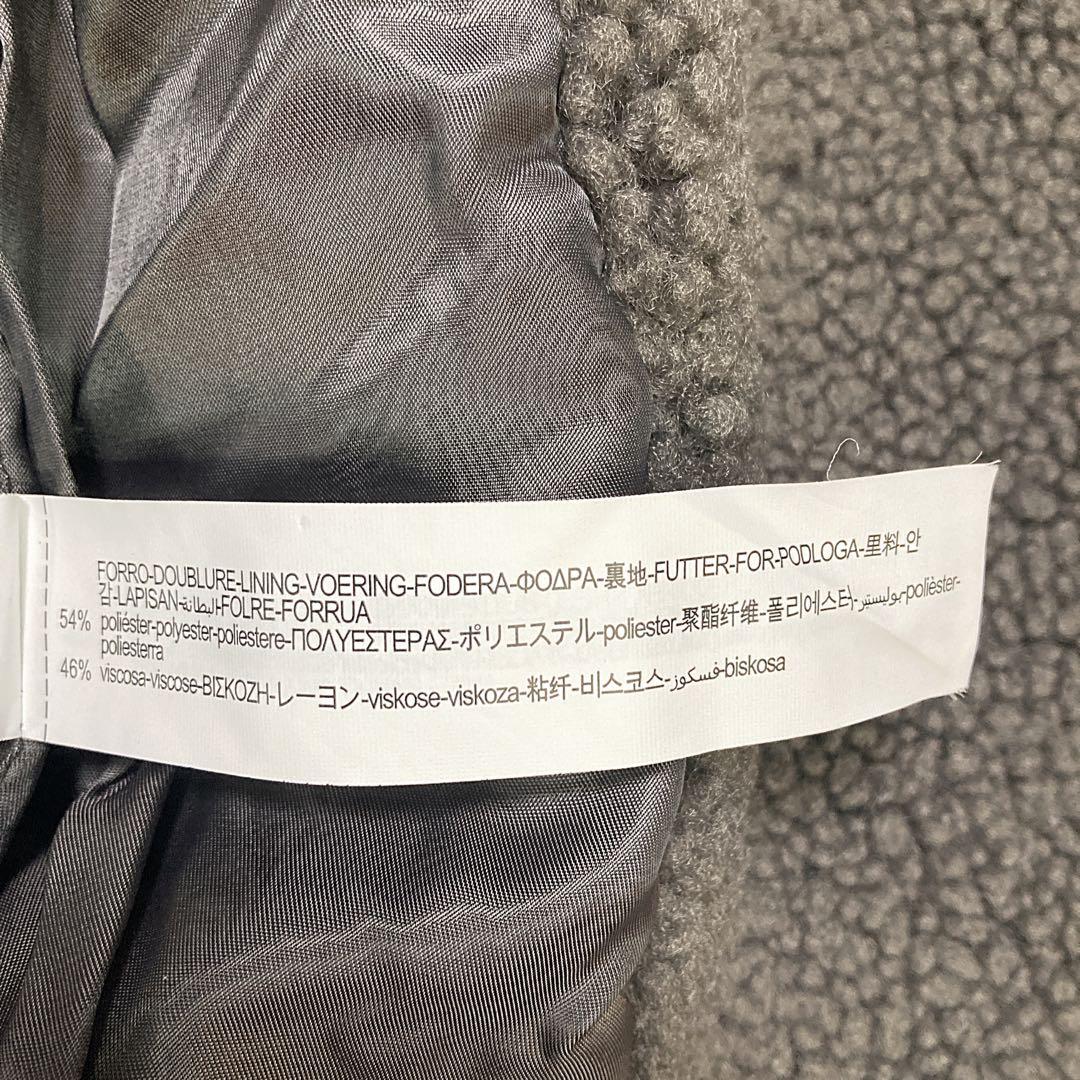 FORRO-DOUBLURE-LINING-VOERING-FODERA-ΦΟΔΡΑ-裏地-FUTTER-FOR-PODLOGA-里料-안
감-LAPISAN-البطانة-FOLRE-FORRUA
54% poliéster-polyester-poliestere-ΠΟΛΥΕΣΤΕΡΑΣ-ポリエステル-poliester-聚酯纤维-폴리에스터-بوليستير-polièster-
poliesterra
46% viscosa-viscose-ΒΙΣΚΟΖΗ-レーヨン-viskose-viskoza-粘纤-비스코스-فسكوز-biskosa